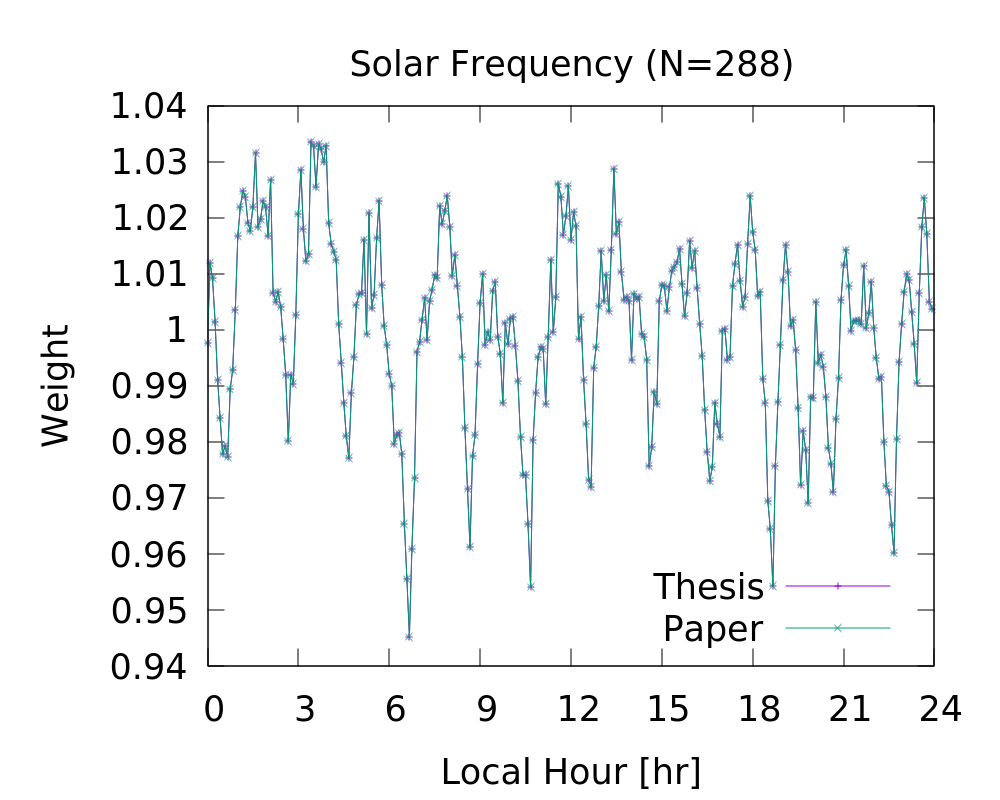 Solar Frequency (N=288)
1.04
1.03
1.02
1.01
1
0.99
0.98
0.97
0.96
0.95
0.94
Weight
Thesis
Paper
0 3 6 9 12 15 18 21 24
Local Hour [hr]